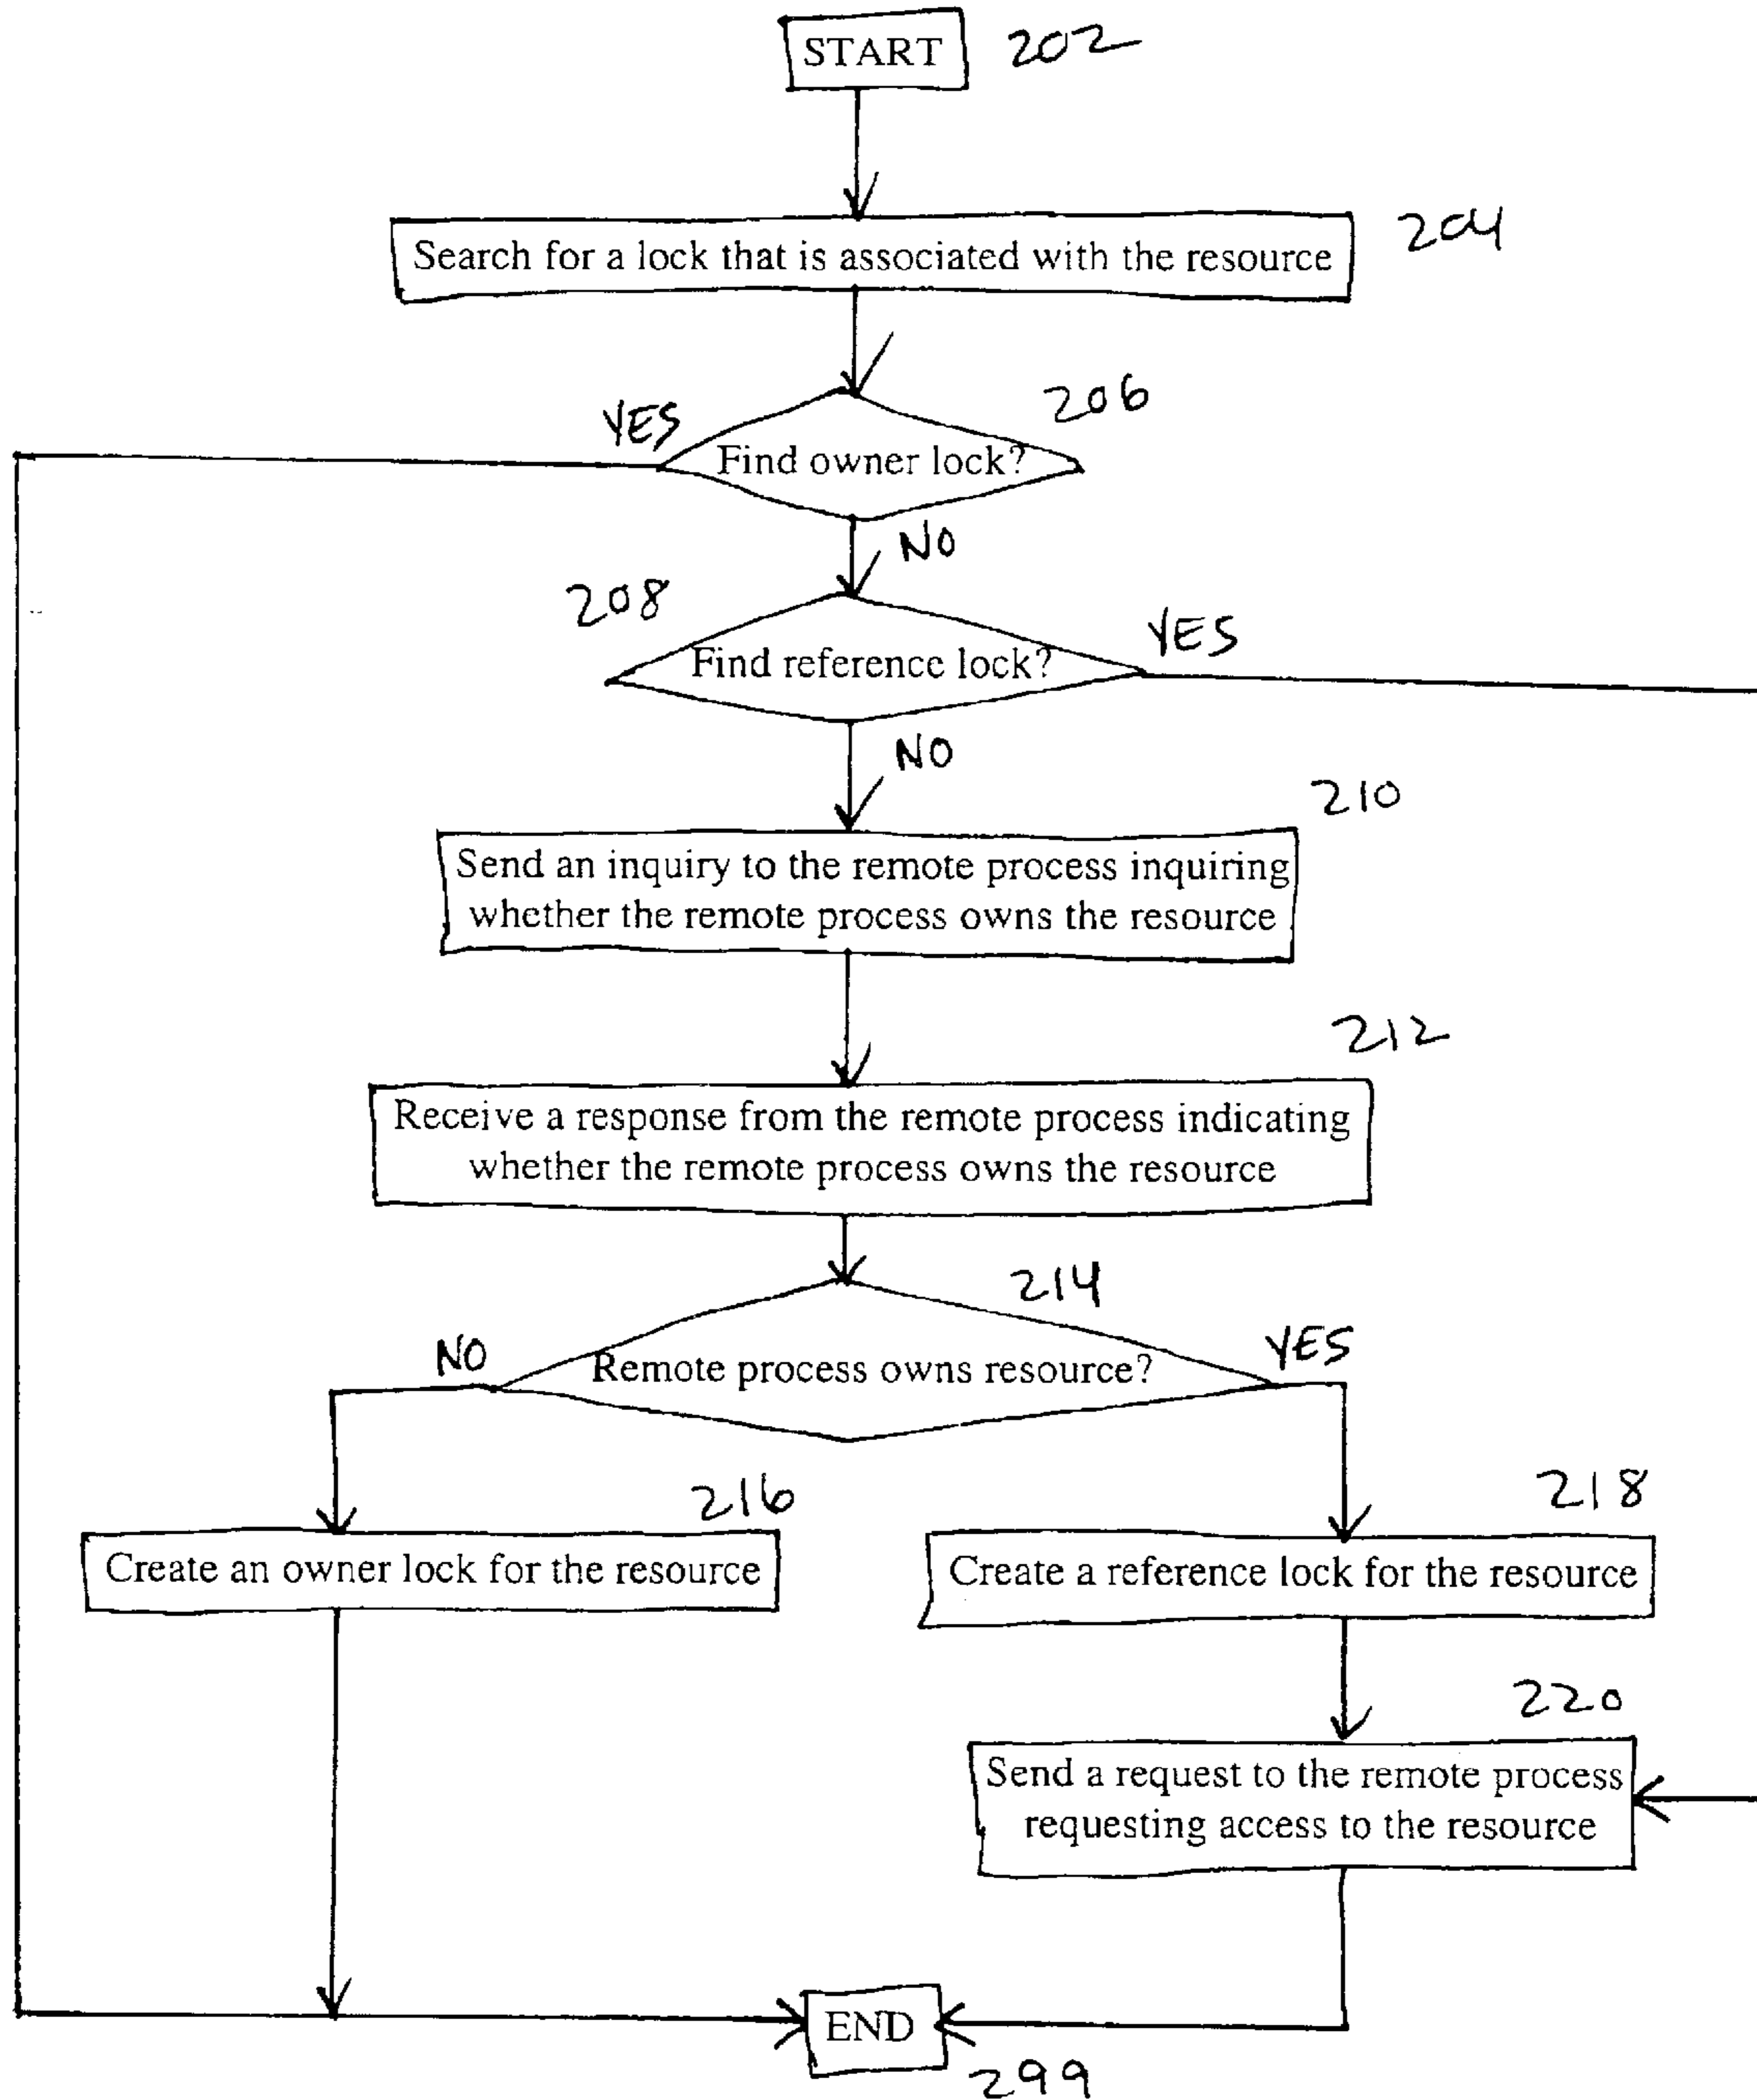 START 202
Search for a lock that is associated with the resource 204
206
YES
Find owner lock?
NO
208
YES
Find reference lock?
NO
210
Send an inquiry to the remote process inquiring
whether the remote process owns the resource
212
Receive a response from the remote process indicating
whether the remote process owns the resource
214
NO
Remote process owns resource?
YES
216
218
Create an owner lock for the resource
Create a reference lock for the resource
220
Send a request to the remote process
requesting access to the resource
END
299